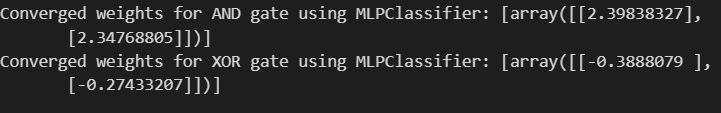 Converged weights for AND gate using MLPClassifier: [array([[2.39838327],
[2.34768805]])]
Converged weights for XOR gate using MLPClassifier: [array([[-0.3888079 ],
[-0.27433207]])]